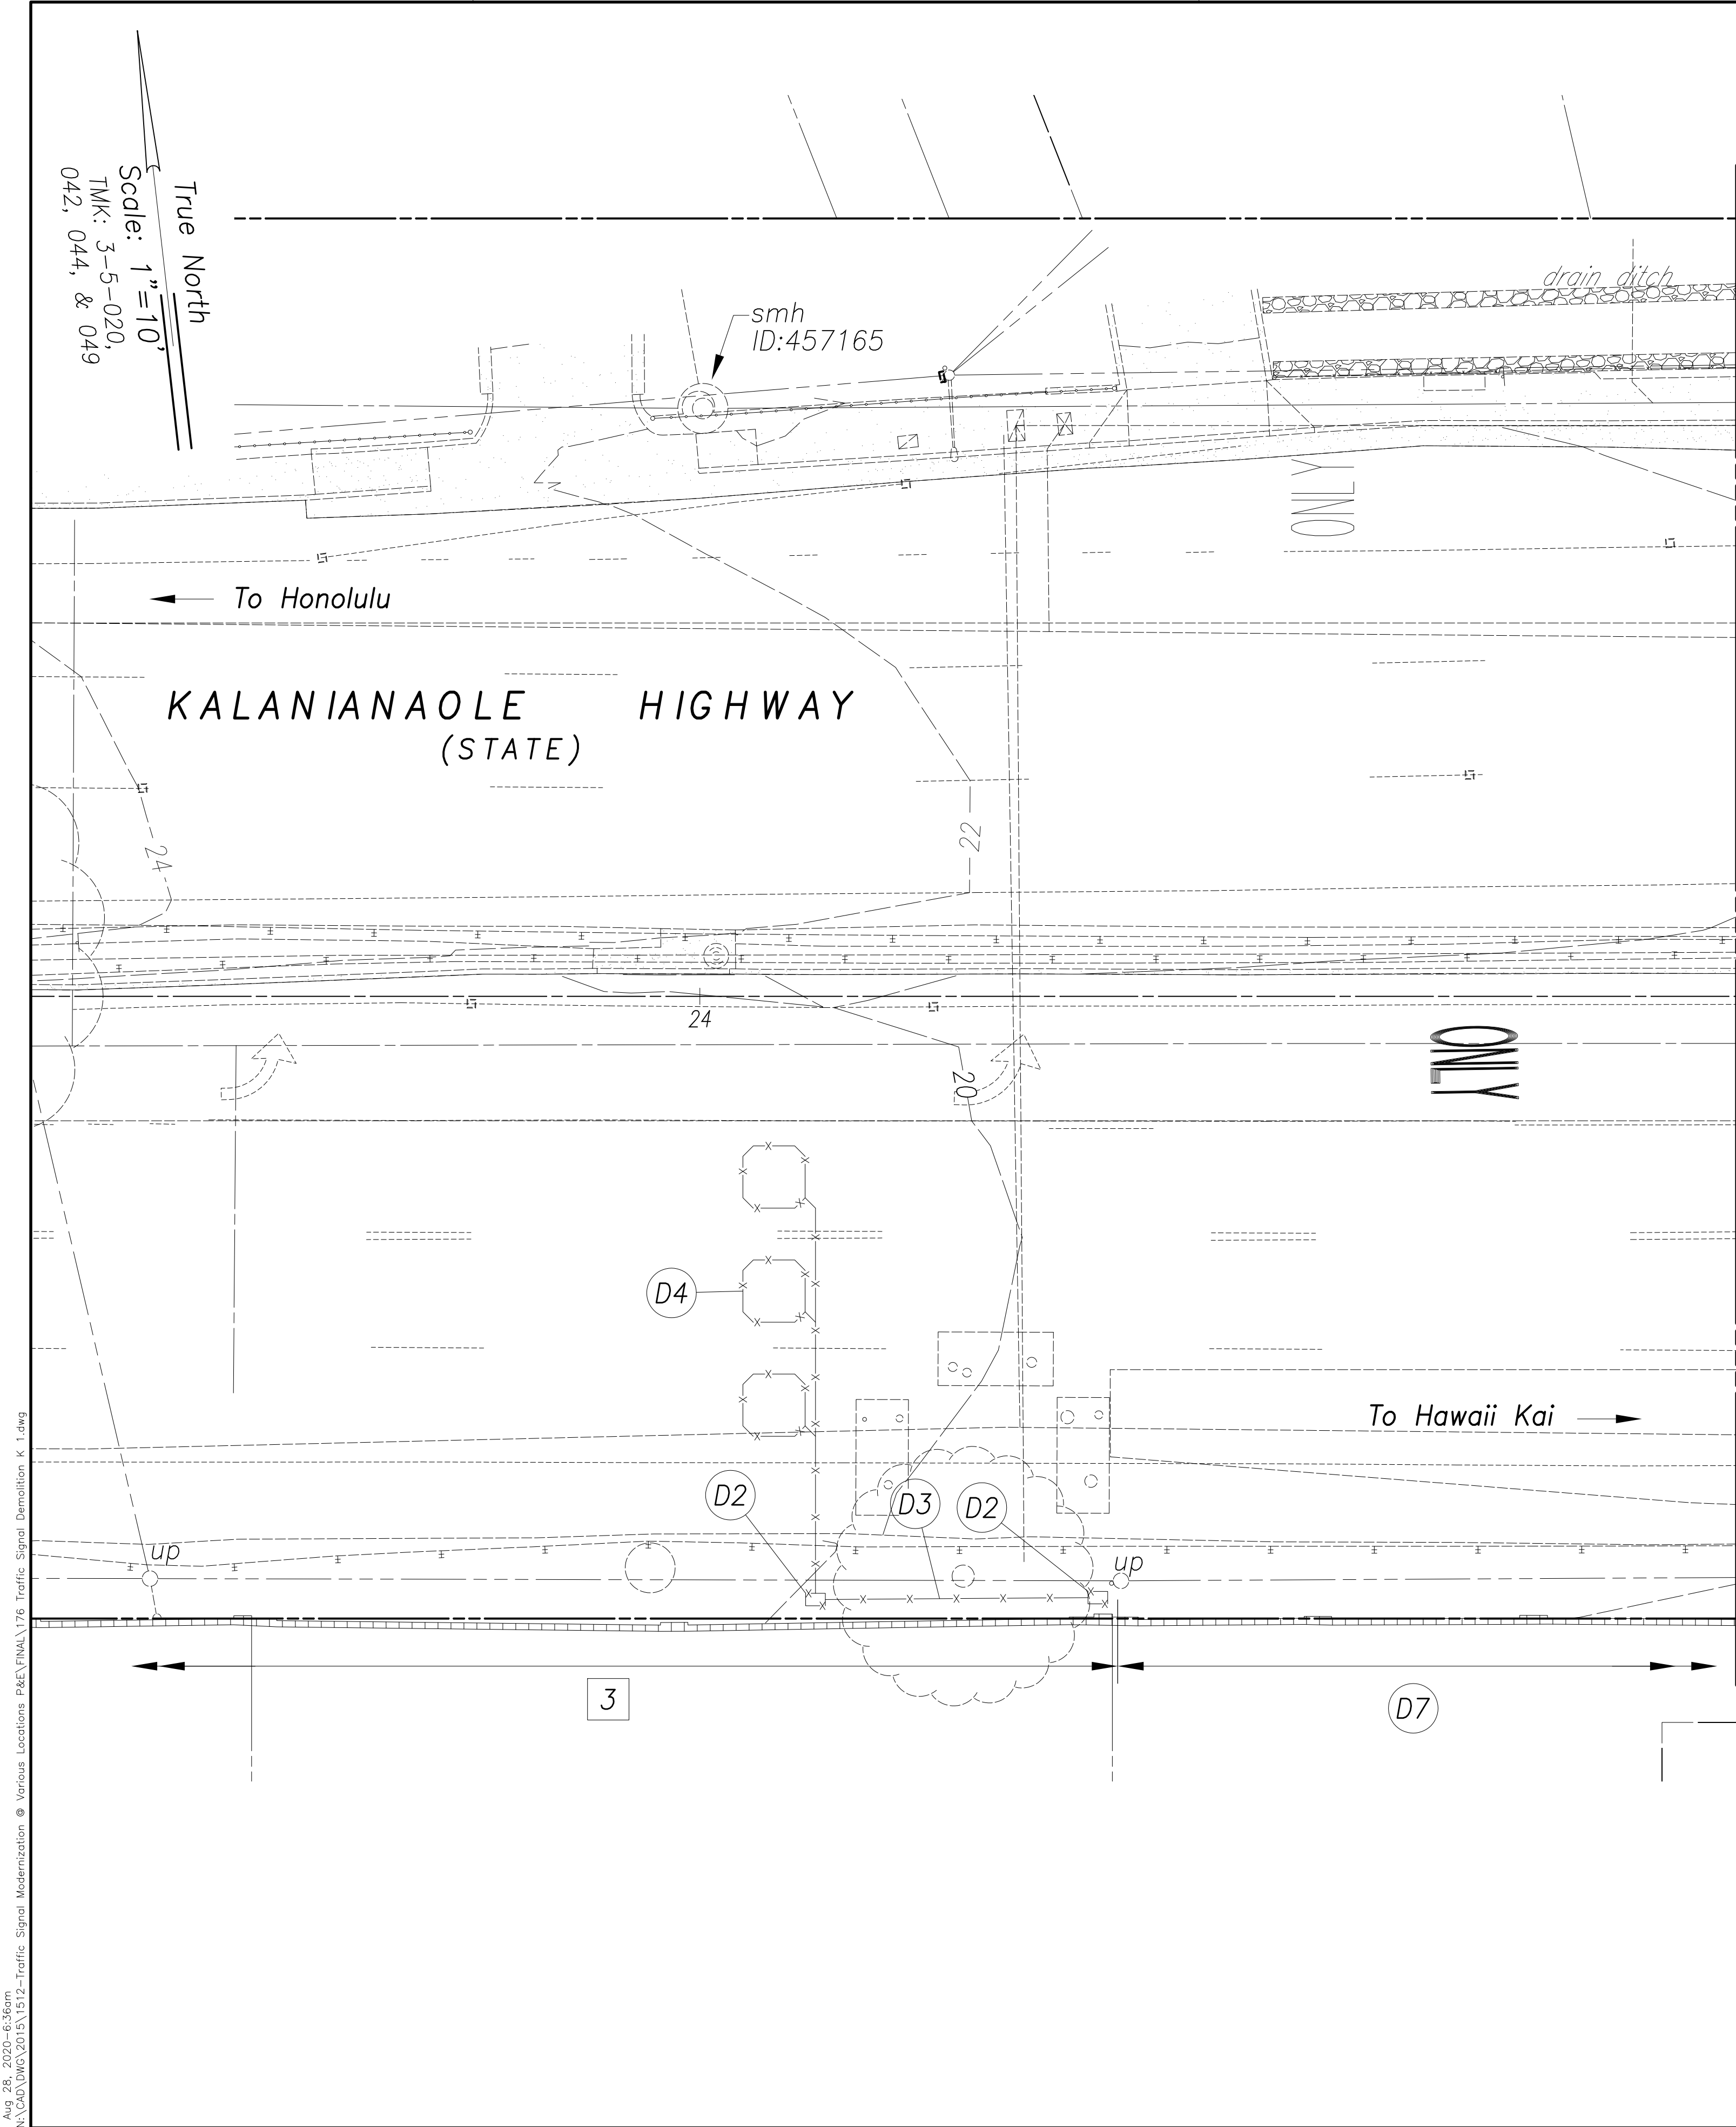 True North
Scale: 1"=10'
TMK: 3-5-020,
042, 044, & 049
drain ditch
smh
ID:457165
ONLY
To Honolulu
KALANIANAOLE HIGHWAY
(STATE)
22
24
24
ONLY
20
D4
To Hawaii Kai
D2
D3
D2
up
up
3
D7
Aug 28, 2020-6:36am
N:\CAD\DWG\2015\1512-Traffic Signal Modernization @ Various Locations P&E\FINAL\176 Traffic Signal Demolition K 1.dwg